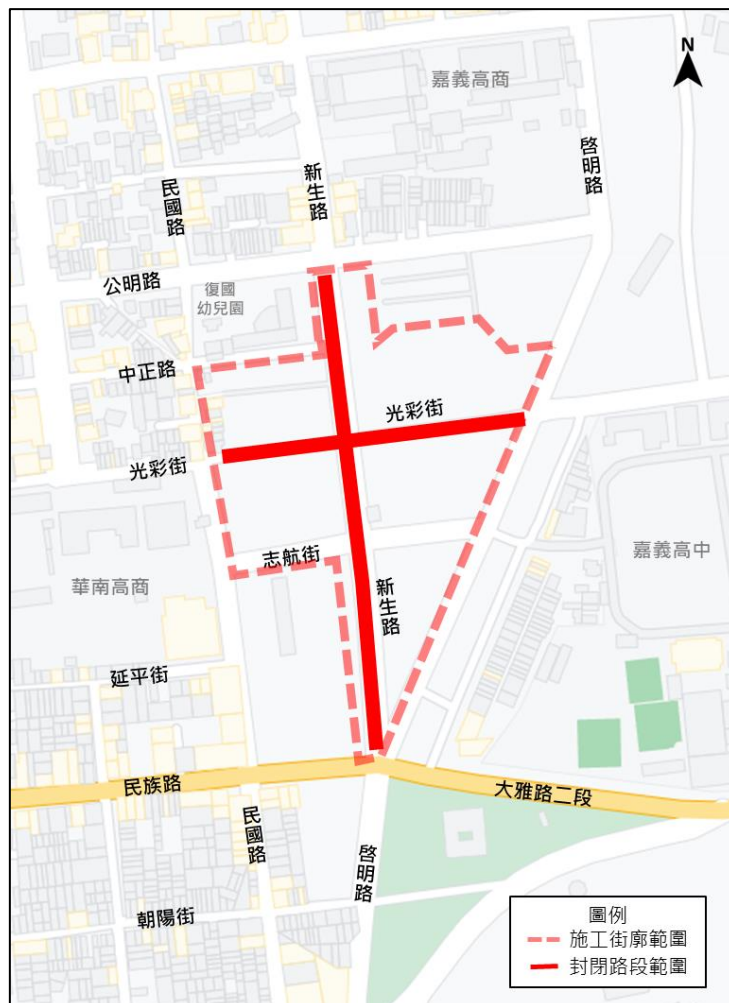 N
嘉義高商
啓明路
新生路
民國路
公明路
復國
幼兒園
中正路
光彩街
光彩街
志航街
嘉義高中
華南高商
新生路
延平街
民族路
大雅路二段
民國路
啓明路
朝陽街
圖例
施工街廓範圍
封閉路段範圍